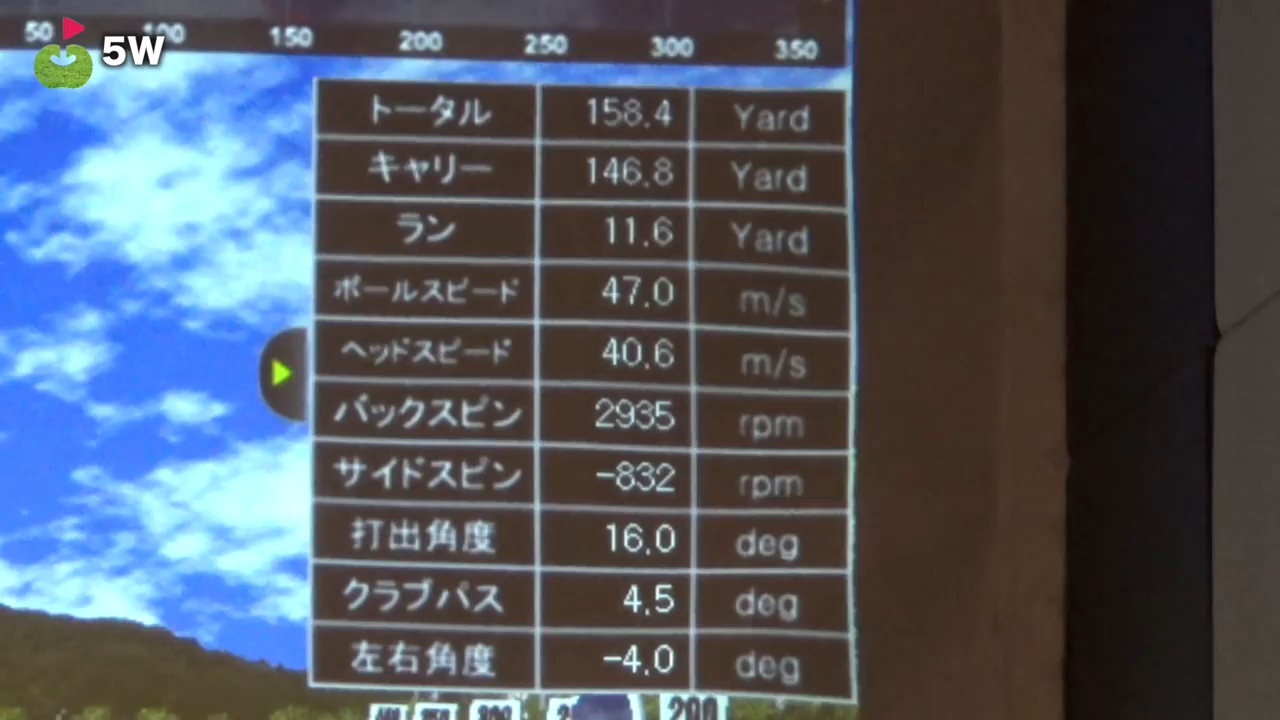 50 100 150 200 250 300 350
5W
トータル 158.4 Yard
キャリー 146.8 Yard
ラン 11.6 Yard
ボールスピード 47.0 m/s
ヘッドスピード 40.6 m/s
バックスピン 2935 rpm
サイドスピン -832 rpm
打出角度 16.0 deg
クラブパス 4.5 deg
左右角度 -4.0 deg
200